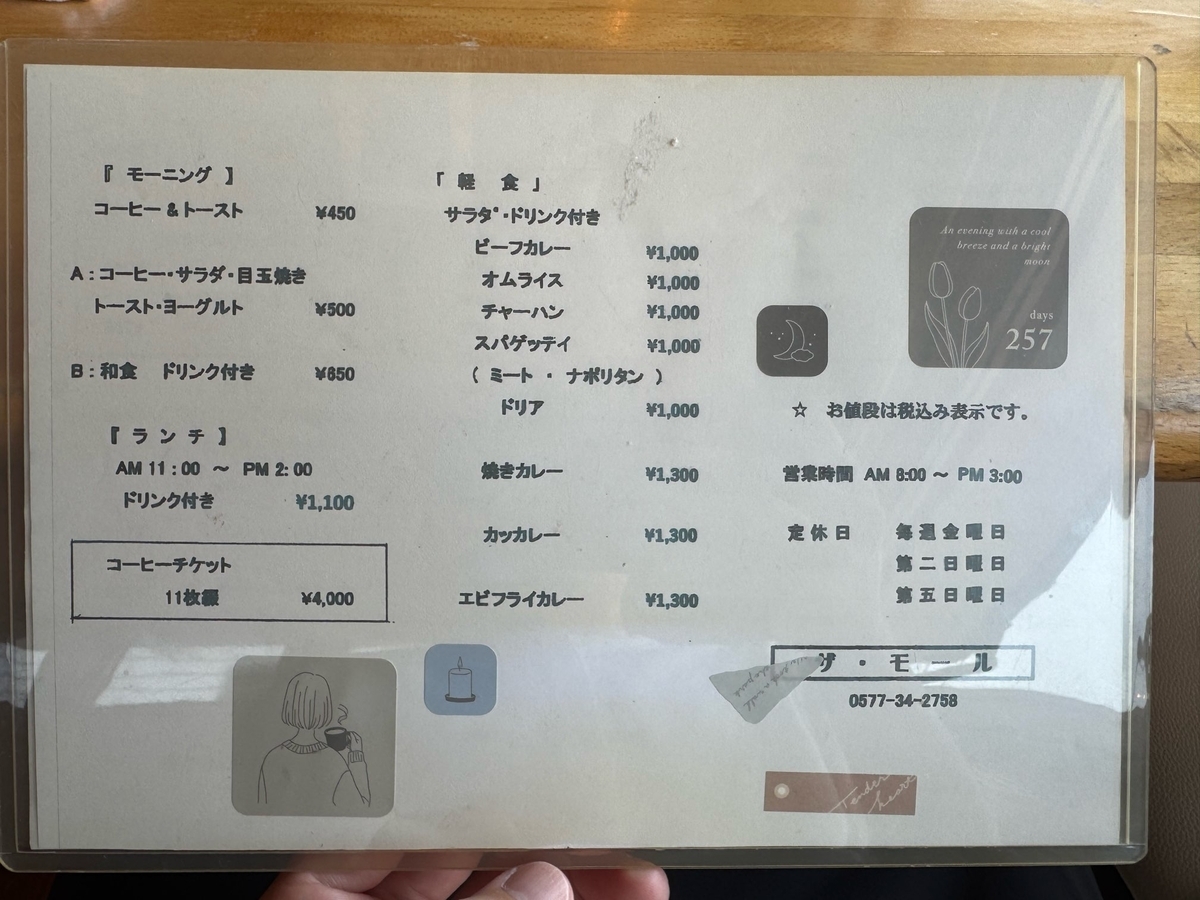 『 モーニング 』
コーヒー & トースト ¥450
A : コーヒー・サラダ・目玉焼き
トースト・ヨーグルト ¥500
B : 和食 ドリンク付き ¥650
『 ラ ン チ 』
AM 11 : 00 ～ PM 2: 00
ドリンク付き ¥1,100
コーヒーチケット
11枚綴 ¥4,000
「 軽 食 」
サラダ・ドリンク付き
ビーフカレー ¥1,000
オムライス ¥1,000
チャーハン ¥1,000
スパゲッテイ ¥1,000
( ミート ・ ナポリタン )
ドリア ¥1,000
焼きカレー ¥1,300
カッカレー ¥1,300
エビフライカレー ¥1,300
An evening with a cool
breeze and a bright
moon
days
257
☆ お値段は税込み表示です。
営業時間 AM 8:00 ～ PM 3:00
定 休 日 毎 週 金 曜 日
第 二 日 曜 日
第 五 日 曜 日
ザ ・ モ ー ル
0577-34-2758
Tender
heart